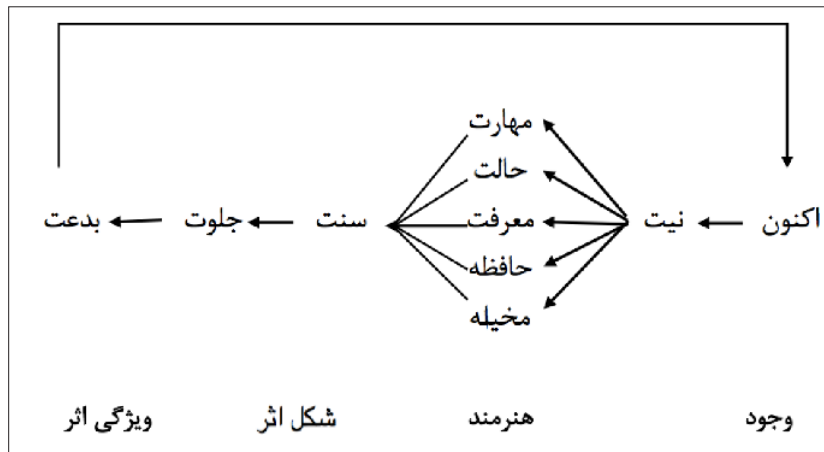 مهارت
حالت
اکنون نیت معرفت سنت جلوت بدعت
حافظه
مخیله
وجود هنرمند شکل اثر ویژگی اثر